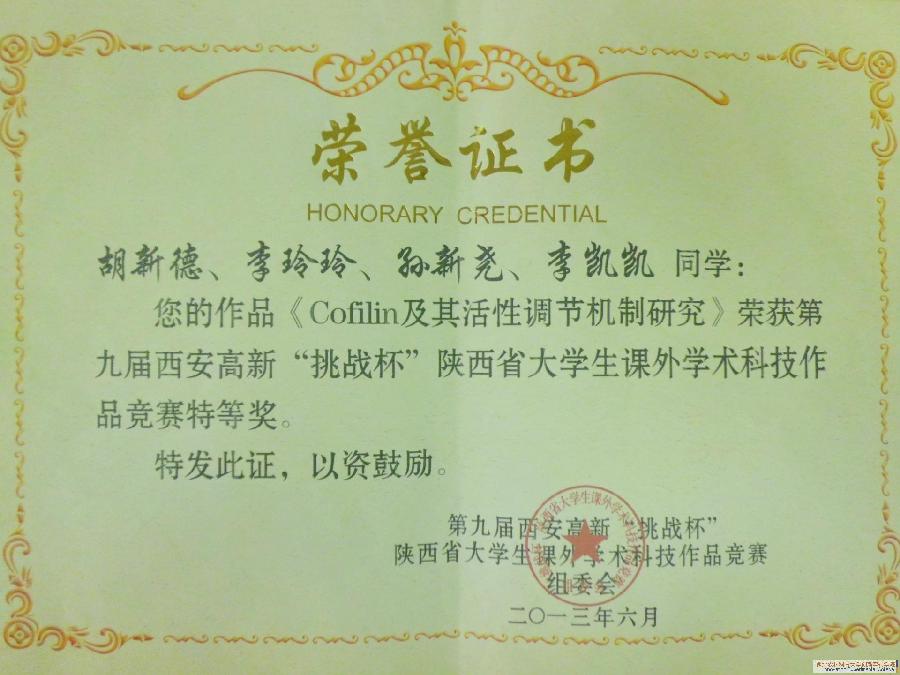 荣誉证书
HONORARY CREDENTIAL
胡新德、李玲玲、孙新尧、李凯凯 同学：
您的作品《Cofilin及其活性调节机制研究》荣获第
九届西安高新“挑战杯”陕西省大学生课外学术科技作
品竞赛特等奖。
特发此证，以资鼓励。
第九届西安高新“挑战杯”
陕西省大学生课外学术科技作品竞赛
组委会
二〇一三年六月